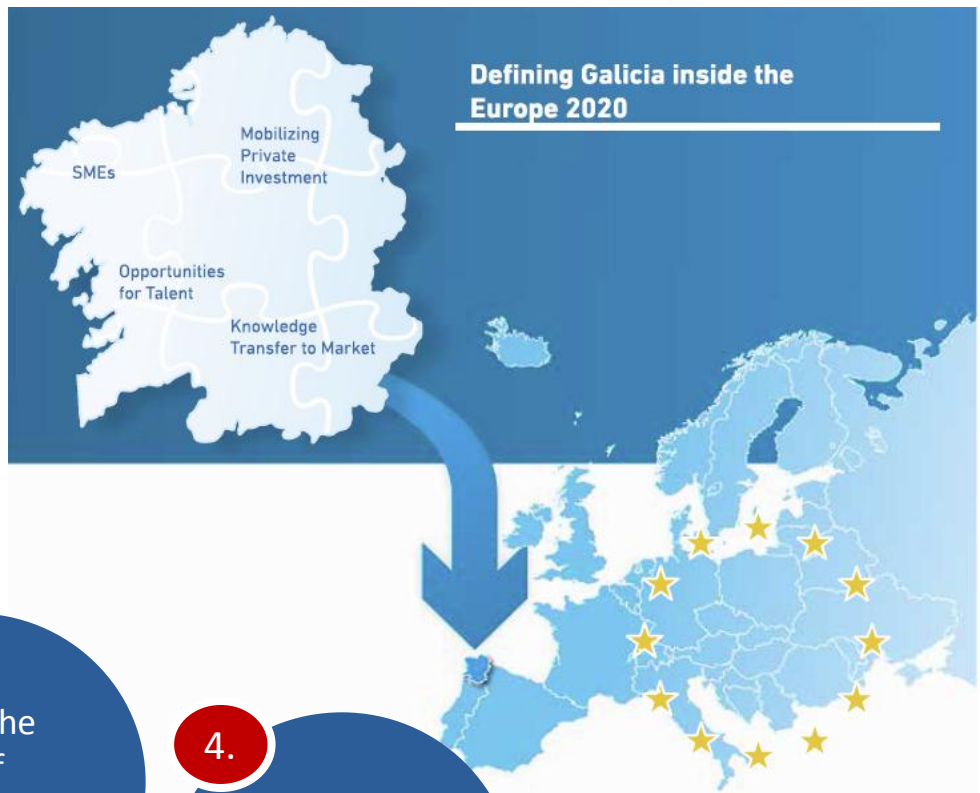 Defining Galicia inside the
Europe 2020
Mobilizing
Private
Investment
SMEs
Opportunities
for Talent
Knowledge
Transfer to Market
4.